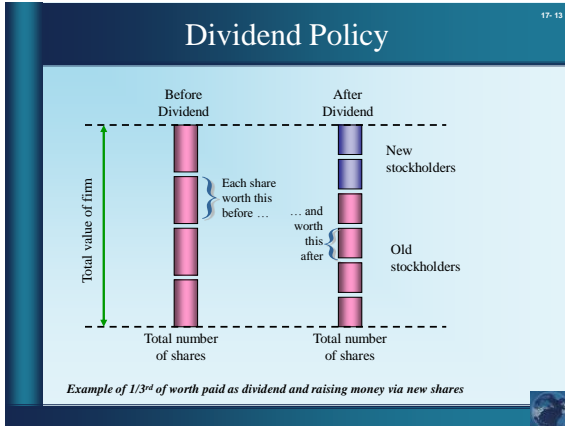 17- 13
Dividend Policy
Before
Dividend
After
Dividend
Total value of firm
Each share
worth this
before …
… and
worth
this
after
New
stockholders
Old
stockholders
Total number
of shares
Total number
of shares
Example of 1/3rd of worth paid as dividend and raising money via new shares